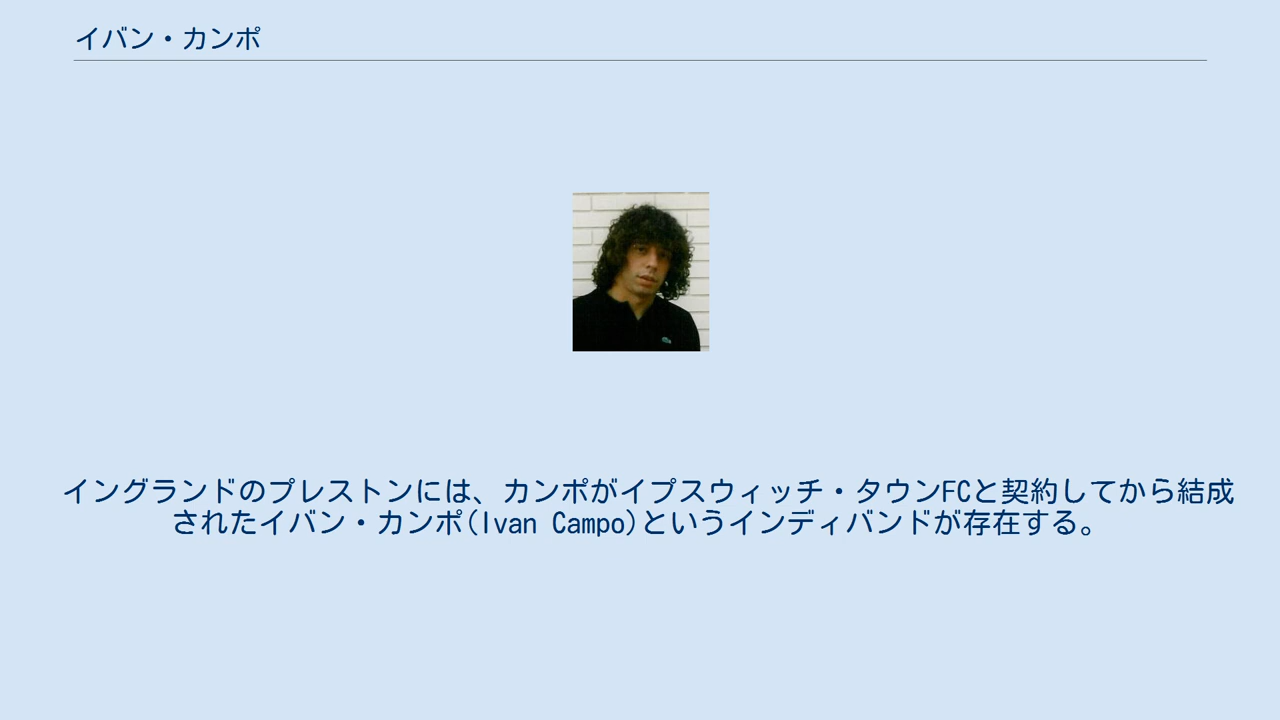 イバン・カンポ
イングランドのプレストンには、カンポがイプスウィッチ・タウンFCと契約してから結成
されたイバン・カンポ(Ivan Campo)というインディバンドが存在する。